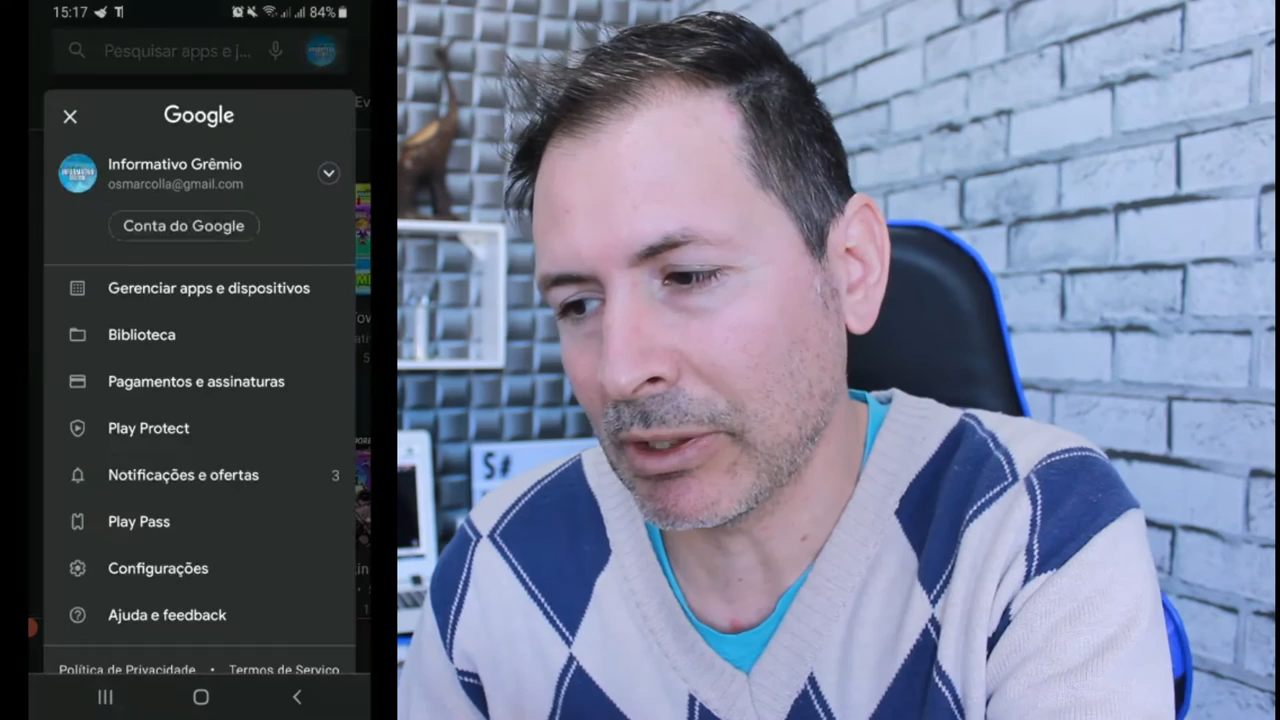 15:17
84%
Pesquisar apps e j...
Google
Informativo Grêmio
osmarcolla@gmail.com
Conta do Google
Gerenciar apps e dispositivos
Biblioteca
Pagamentos e assinaturas
Play Protect
Notificações e ofertas 3
Play Pass
Configurações
Ajuda e feedback
Política de Privacidade • Termos de Serviço